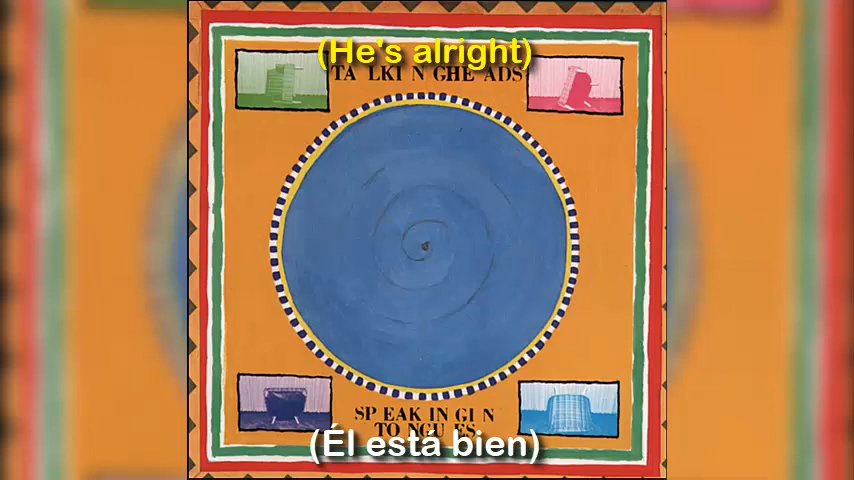 (He's alright)
TA LKI N GHE ADS
SP EAK IN GI N
TO NGU ES
(Él está bien)